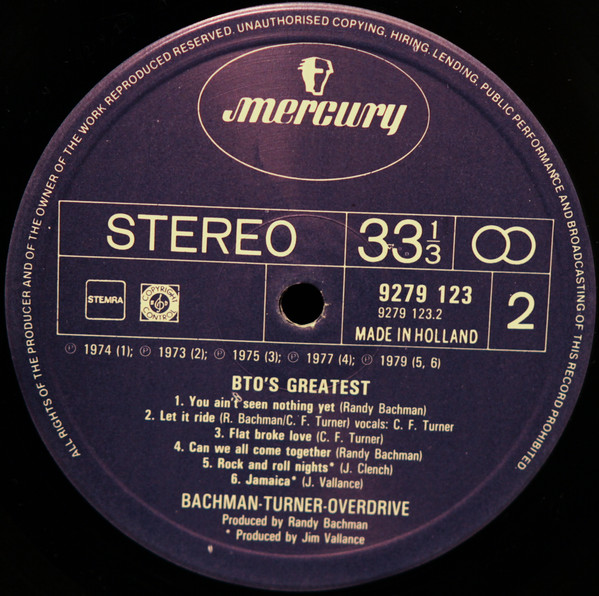 ALL RIGHTS OF THE PRODUCER AND OF THE OWNER OF THE WORK REPRODUCED RESERVED. UNAUTHORISED COPYING, HIRING, LENDING, PUBLIC PERFORMANCE AND BROADCASTING OF THIS RECORD PROHIBITED.
mercury
STEREO 33 1/3
STEMRA COPYRIGHT CONTROL
9279 123
9279 123.2
MADE IN HOLLAND
2
℗ 1974 (1); ℗ 1973 (2); ℗ 1975 (3); ℗ 1977 (4); ℗ 1979 (5, 6)
BTO'S GREATEST
1. You ain't seen nothing yet (Randy Bachman)
2. Let it ride (R. Bachman/C. F. Turner) vocals: C. F. Turner
3. Flat broke love (C. F. Turner)
4. Can we all come together (Randy Bachman)
5. Rock and roll nights* (J. Clench)
6. Jamaica* (J. Vallance)
BACHMAN-TURNER-OVERDRIVE
Produced by Randy Bachman
* Produced by Jim Vallance